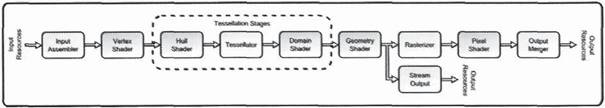 Tessellation Stages
Input
Resources
Input
Assembler
Vertex
Shader
Hull
Shader
Tessellator
Domain
Shader
Geometry
Shader
Rasterizer
Pixel
Shader
Output
Merger
Output
Resources
Stream
Output
Output
Resources